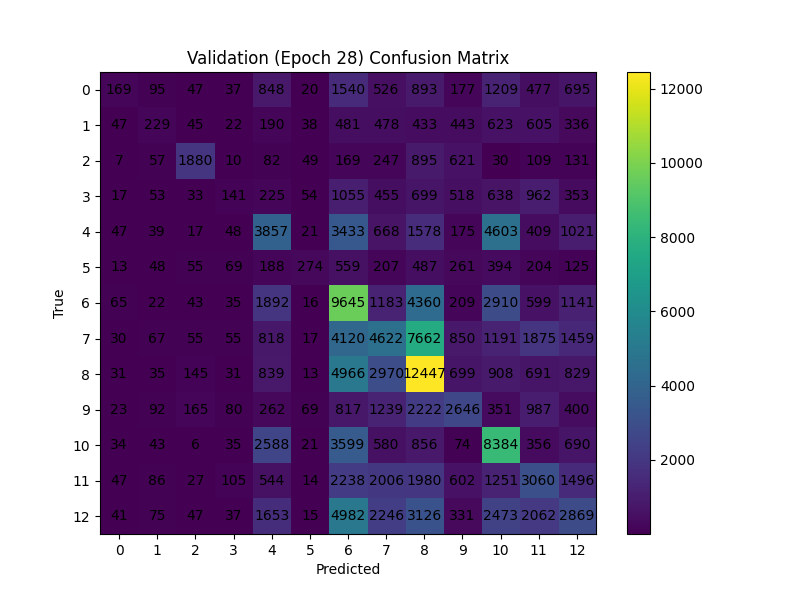 Validation (Epoch 28) Confusion Matrix
0 169 95 47 37 848 20 1540 526 893 177 1209 477 695
1 47 229 45 22 190 38 481 478 433 443 623 605 336
2 7 57 1880 10 82 49 169 247 895 621 30 109 131
3 17 53 33 141 225 54 1055 455 699 518 638 962 353
4 47 39 17 48 3857 21 3433 668 1578 175 4603 409 1021
5 13 48 55 69 188 274 559 207 487 261 394 204 125
6 65 22 43 35 1892 16 9645 1183 4360 209 2910 599 1141
7 30 67 55 55 818 17 4120 4622 7662 850 1191 1875 1459
8 31 35 145 31 839 13 4966 2970 12447 699 908 691 829
9 23 92 165 80 262 69 817 1239 2222 2646 351 987 400
10 34 43 6 35 2588 21 3599 580 856 74 8384 356 690
11 47 86 27 105 544 14 2238 2006 1980 602 1251 3060 1496
12 41 75 47 37 1653 15 4982 2246 3126 331 2473 2062 2869
0 1 2 3 4 5 6 7 8 9 10 11 12
Predicted
True
12000
10000
8000
6000
4000
2000